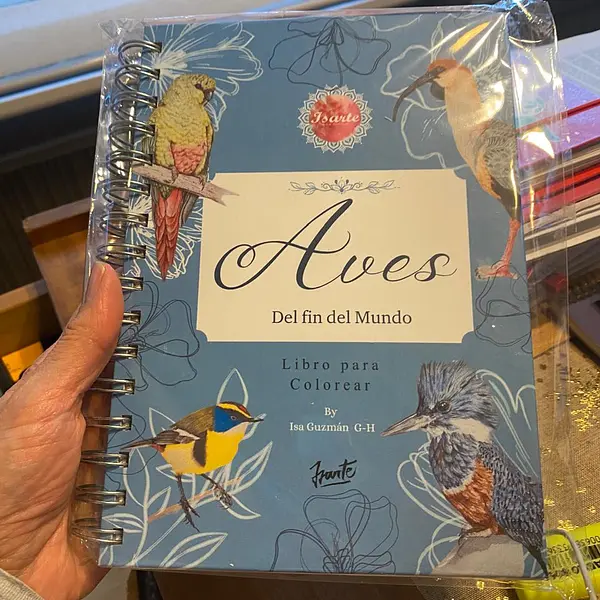 Isarte
Aves
Del fin del Mundo
Libro para
Colorear
By
Isa Guzmán G-H
Isarte